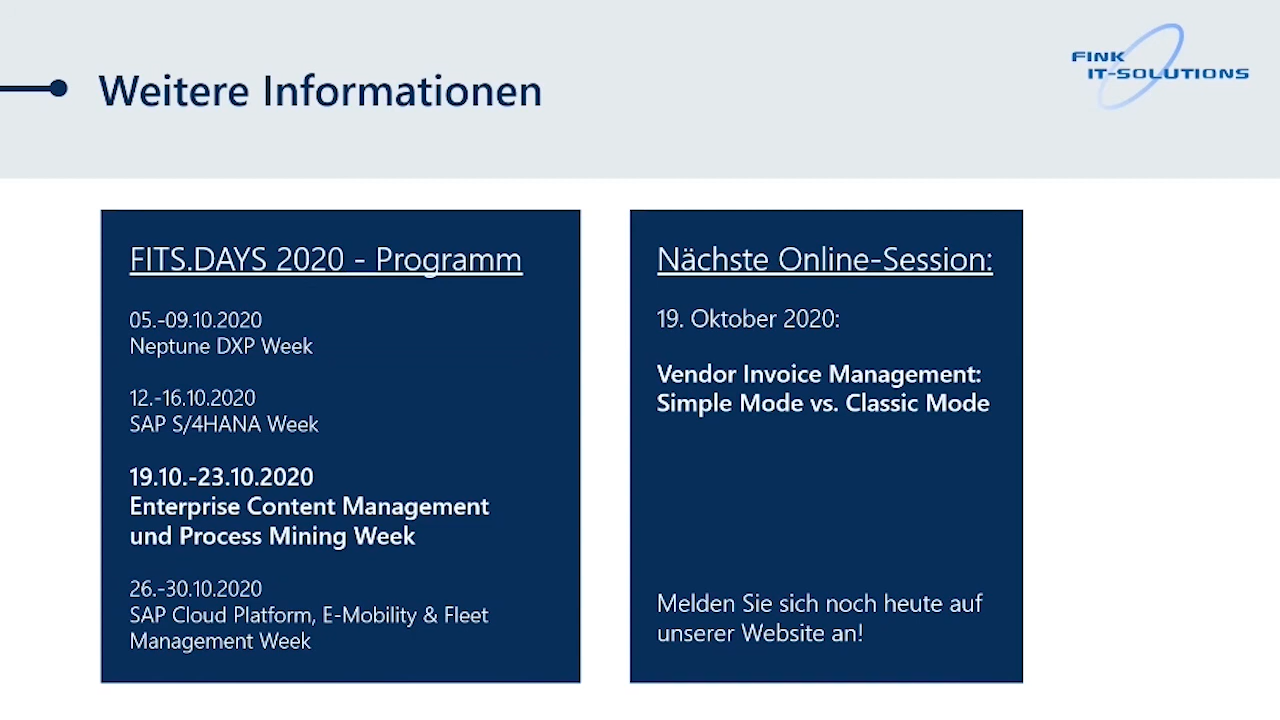 Weitere Informationen
FINK
IT-SOLUTIONS
FITS.DAYS 2020 - Programm
05.-09.10.2020
Neptune DXP Week
12.-16.10.2020
SAP S/4HANA Week
19.10.-23.10.2020
Enterprise Content Management
und Process Mining Week
26.-30.10.2020
SAP Cloud Platform, E-Mobility & Fleet
Management Week
Nächste Online-Session:
19. Oktober 2020:
Vendor Invoice Management:
Simple Mode vs. Classic Mode
Melden Sie sich noch heute auf
unserer Website an!